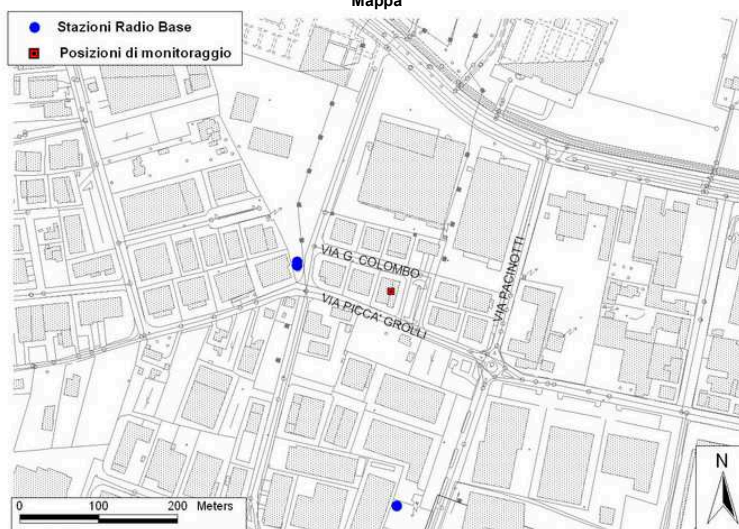 Mappa
Stazioni Radio Base
Posizioni di monitoraggio
VIA G. COLOMBO
VIA PACINOTTI
VIA PICCA' GROLLI
N
0 100 200 Meters